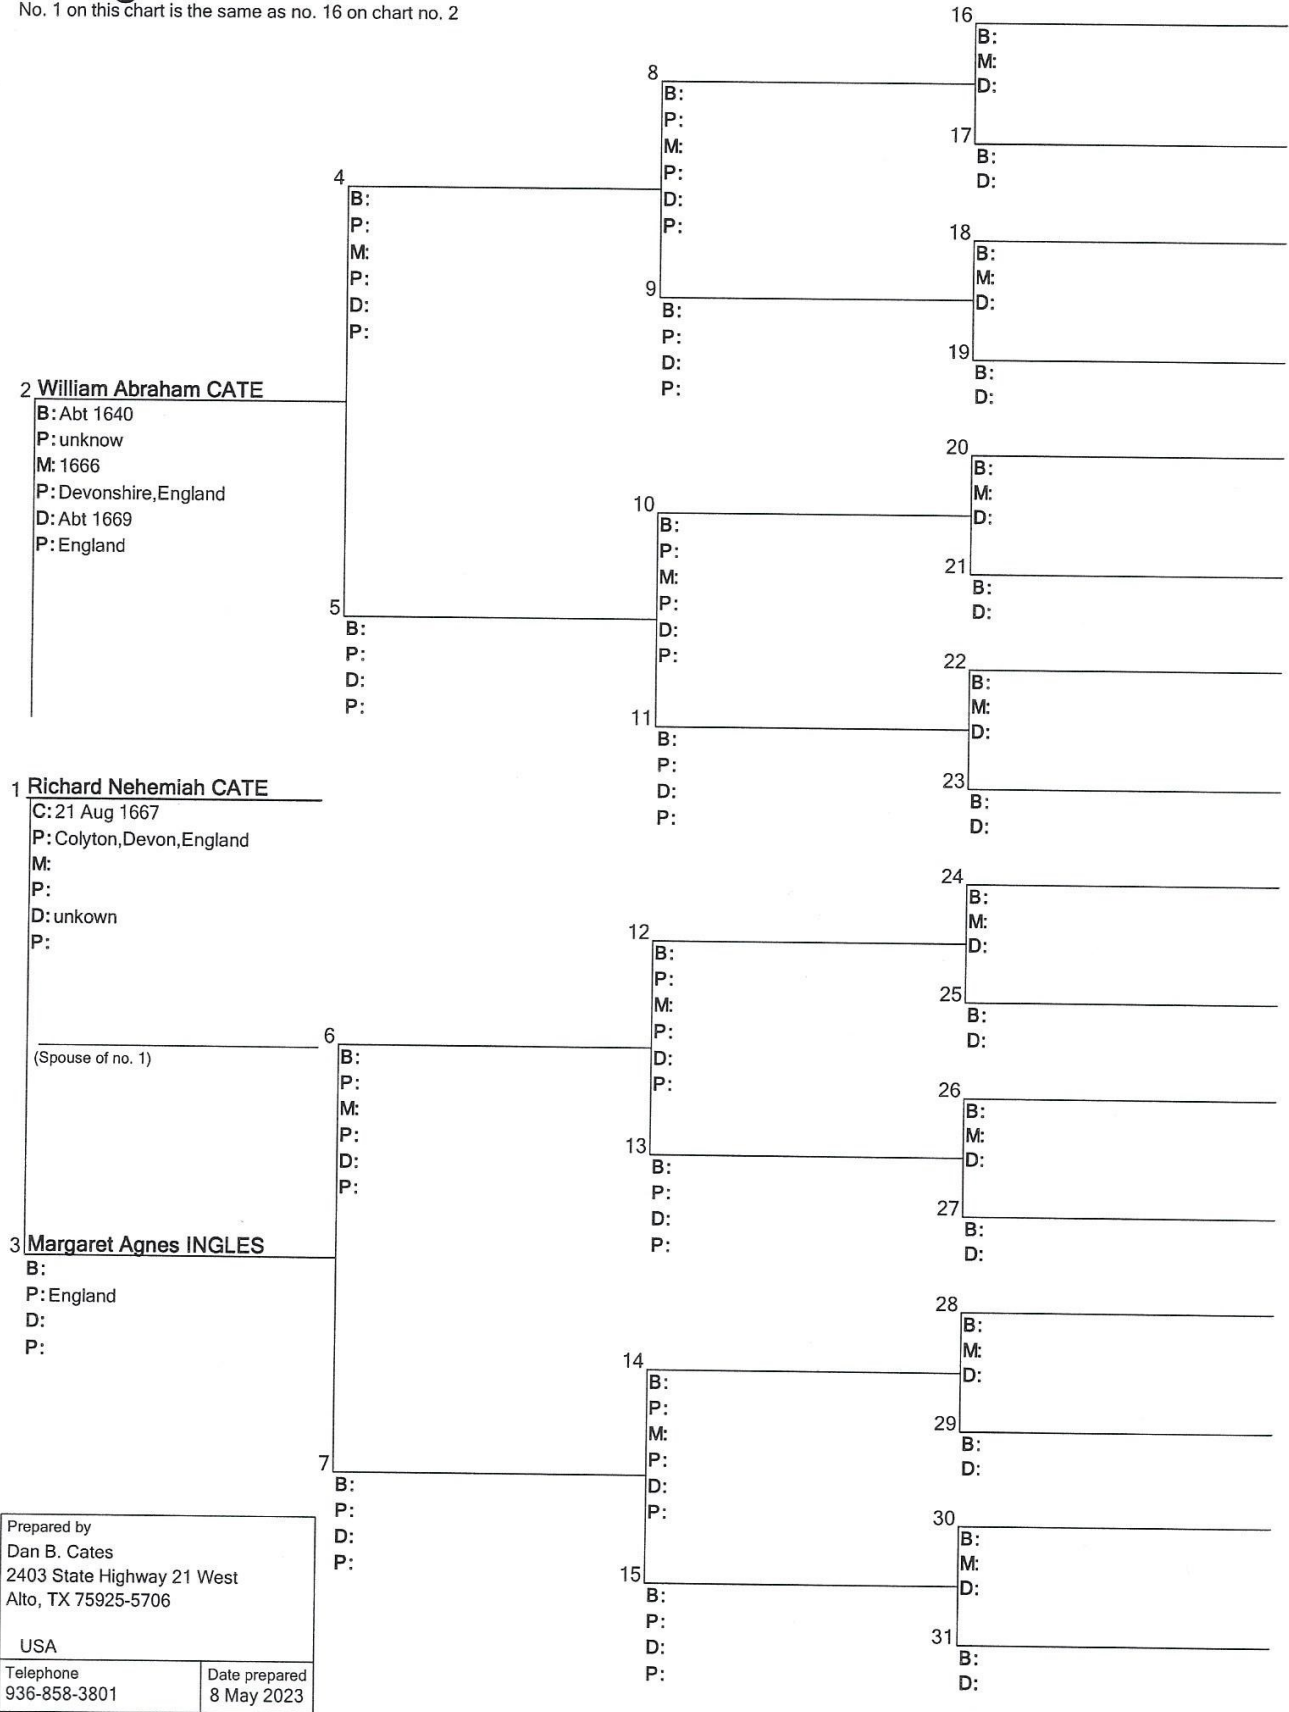 No. 1 on this chart is the same as no. 16 on chart no. 2
2 William Abraham CATE
B: Abt 1640
P: unknow
M: 1666
P: Devonshire,England
D: Abt 1669
P: England
1 Richard Nehemiah CATE
C: 21 Aug 1667
P: Colyton,Devon,England
M:
P:
D: unkown
P:
(Spouse of no. 1)
3 Margaret Agnes INGLES
B:
P: England
D:
P:
4
B:
P:
M:
P:
D:
P:
5
B:
P:
D:
P:
6
B:
P:
M:
P:
D:
P:
7
B:
P:
D:
P:
8
B:
P:
M:
P:
D:
P:
9
B:
P:
D:
P:
10
B:
P:
M:
P:
D:
P:
11
B:
P:
D:
P:
12
B:
P:
M:
P:
D:
P:
13
B:
P:
D:
P:
14
B:
P:
M:
P:
D:
P:
15
B:
P:
D:
P:
16
B:
M:
D:
17
B:
D:
18
B:
M:
D:
19
B:
D:
20
B:
M:
D:
21
B:
D:
22
B:
M:
D:
23
B:
D:
24
B:
M:
D:
25
B:
D:
26
B:
M:
D:
27
B:
D:
28
B:
M:
D:
29
B:
D:
30
B:
M:
D:
31
B:
D:
Prepared by
Dan B. Cates
2403 State Highway 21 West
Alto, TX 75925-5706
USA
Telephone
936-858-3801
Date prepared
8 May 2023